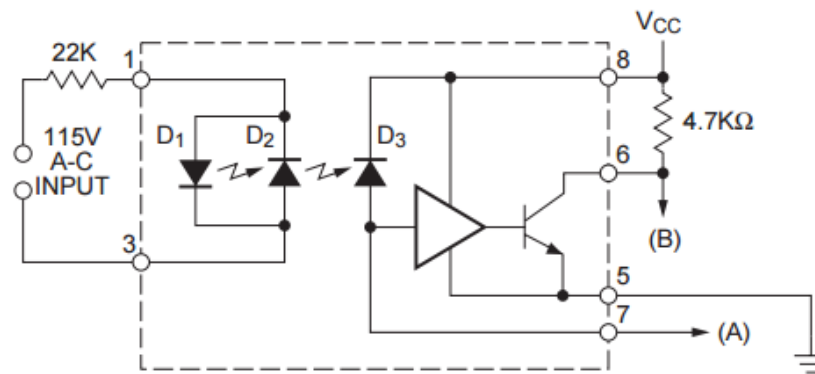 22K
1
115V
A-C
INPUT
3
D1
D2
D3
8
VCC
4.7KΩ
6
(B)
5
7
(A)